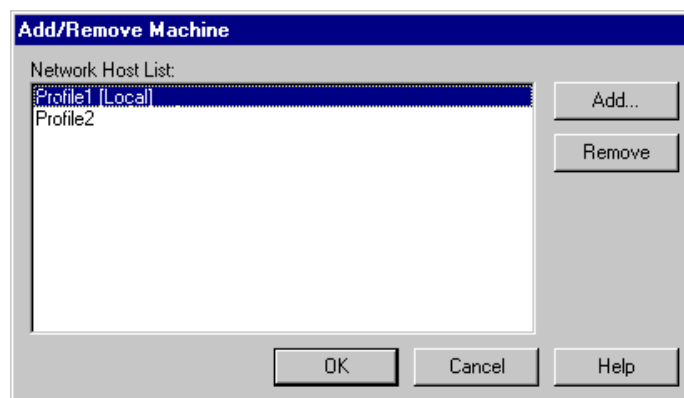 Add/Remove Machine
Network Host List:
Profile1 [Local]
Profile2
Add...
Remove
OK
Cancel
Help